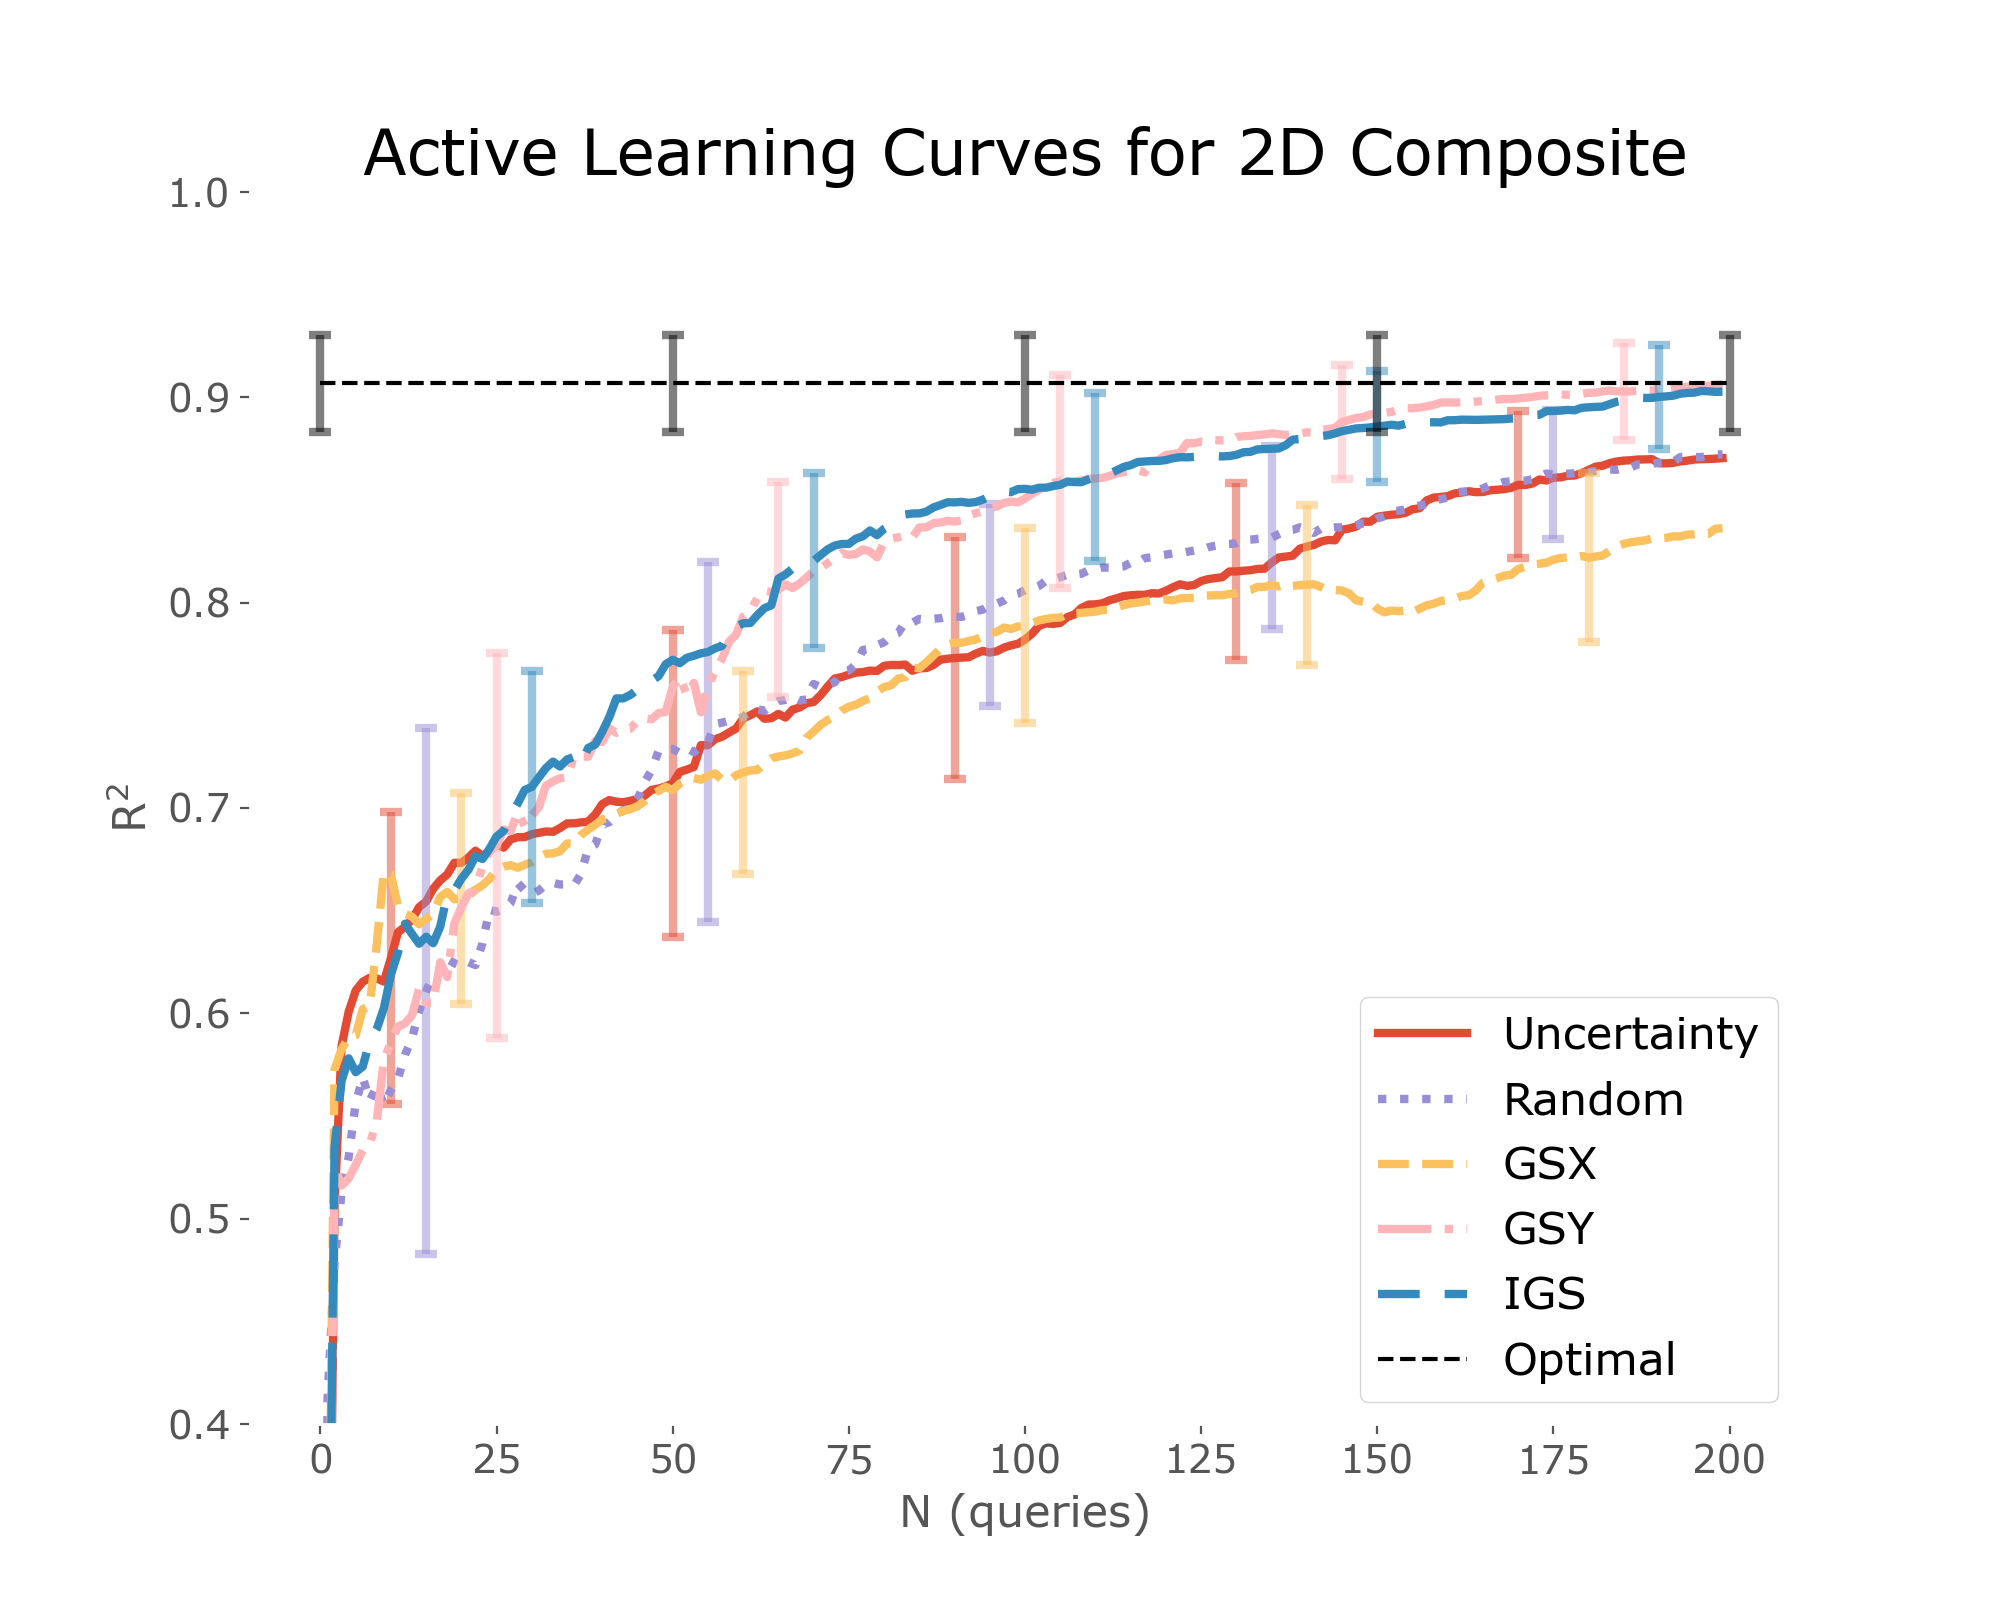 Active Learning Curves for 2D Composite
1.0
0.9
0.8
0.7
0.6
0.5
0.4
R²
0 25 50 75 100 125 150 175 200
N (queries)
Uncertainty
Random
GSX
GSY
IGS
Optimal